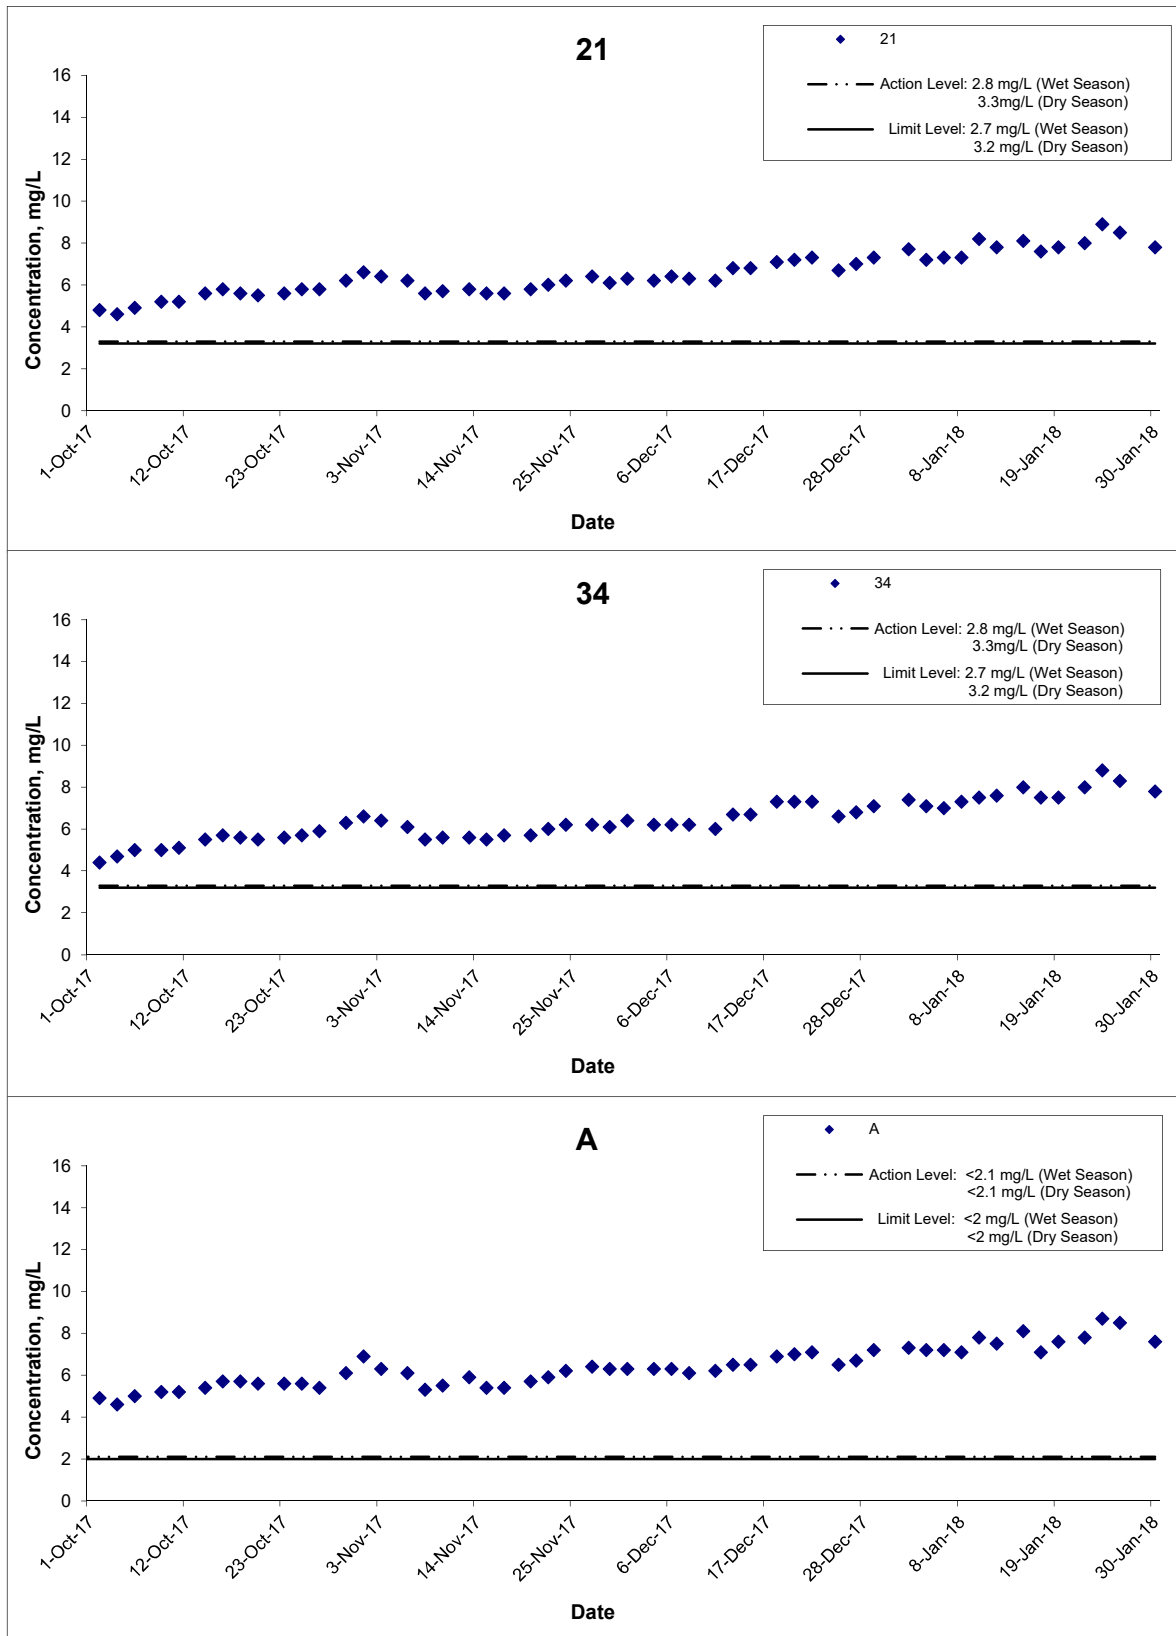 21
21
Action Level: 2.8 mg/L (Wet Season)
3.3mg/L (Dry Season)
Limit Level: 2.7 mg/L (Wet Season)
3.2 mg/L (Dry Season)
Concentration, mg/L
16
14
12
10
8
6
4
2
0
1-Oct-17 12-Oct-17 23-Oct-17 3-Nov-17 14-Nov-17 25-Nov-17 6-Dec-17 17-Dec-17 28-Dec-17 8-Jan-18 19-Jan-18 30-Jan-18
Date
34
34
Action Level: 2.8 mg/L (Wet Season)
3.3mg/L (Dry Season)
Limit Level: 2.7 mg/L (Wet Season)
3.2 mg/L (Dry Season)
Concentration, mg/L
16
14
12
10
8
6
4
2
0
1-Oct-17 12-Oct-17 23-Oct-17 3-Nov-17 14-Nov-17 25-Nov-17 6-Dec-17 17-Dec-17 28-Dec-17 8-Jan-18 19-Jan-18 30-Jan-18
Date
A
A
Action Level: <2.1 mg/L (Wet Season)
<2.1 mg/L (Dry Season)
Limit Level: <2 mg/L (Wet Season)
<2 mg/L (Dry Season)
Concentration, mg/L
16
14
12
10
8
6
4
2
0
1-Oct-17 12-Oct-17 23-Oct-17 3-Nov-17 14-Nov-17 25-Nov-17 6-Dec-17 17-Dec-17 28-Dec-17 8-Jan-18 19-Jan-18 30-Jan-18
Date